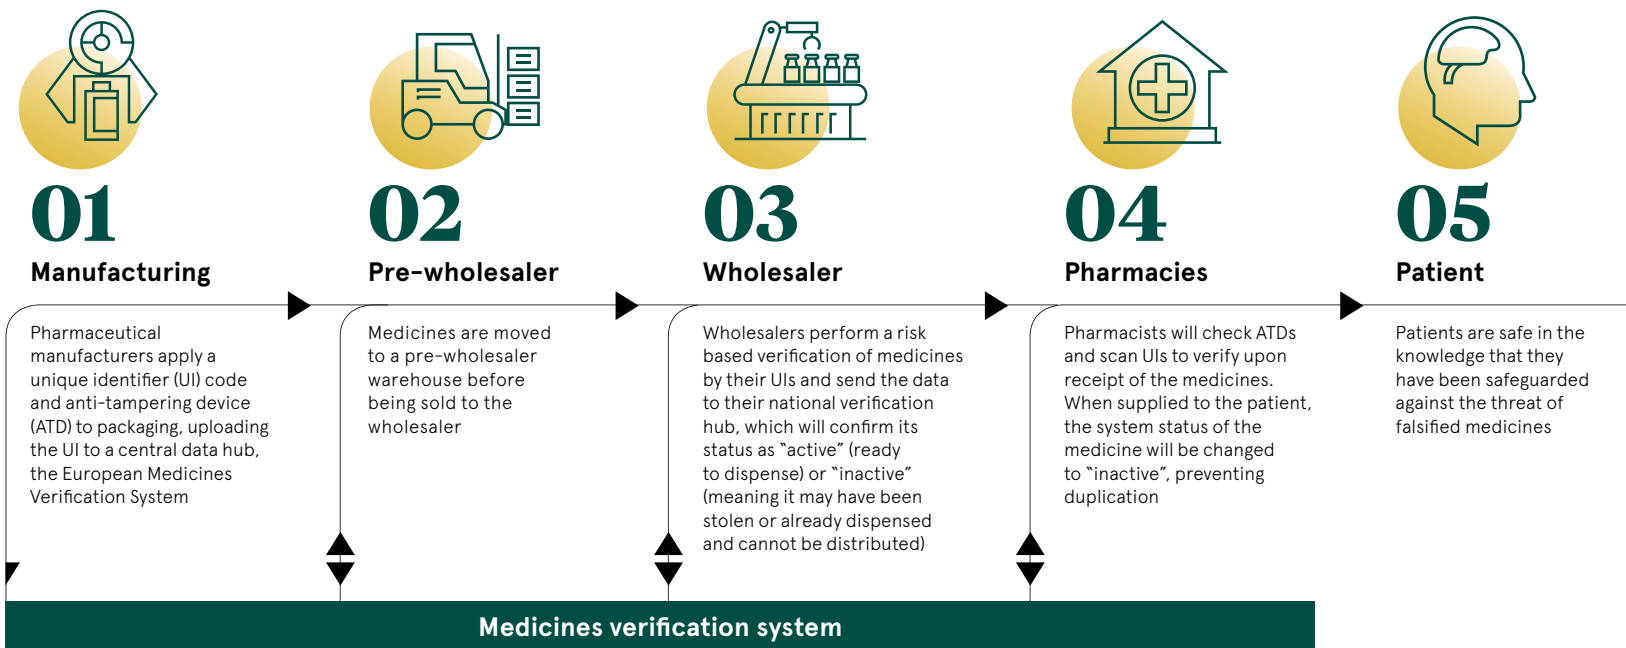 01
Manufacturing
Pharmaceutical
manufacturers apply a
unique identifier (UI) code
and anti-tampering device
(ATD) to packaging, uploading
the UI to a central data hub,
the European Medicines
Verification System
02
Pre-wholesaler
Medicines are moved
to a pre-wholesaler
warehouse before
being sold to the
wholesaler
03
Wholesaler
Wholesalers perform a risk
based verification of medicines
by their UIs and send the data
to their national verification
hub, which will confirm its
status as “active” (ready
to dispense) or “inactive”
(meaning it may have been
stolen or already dispensed
and cannot be distributed)
04
Pharmacies
Pharmacists will check ATDs
and scan UIs to verify upon
receipt of the medicines.
When supplied to the patient,
the system status of the
medicine will be changed
to “inactive”, preventing
duplication
05
Patient
Patients are safe in the
knowledge that they
have been safeguarded
against the threat of
falsified medicines
Medicines verification system